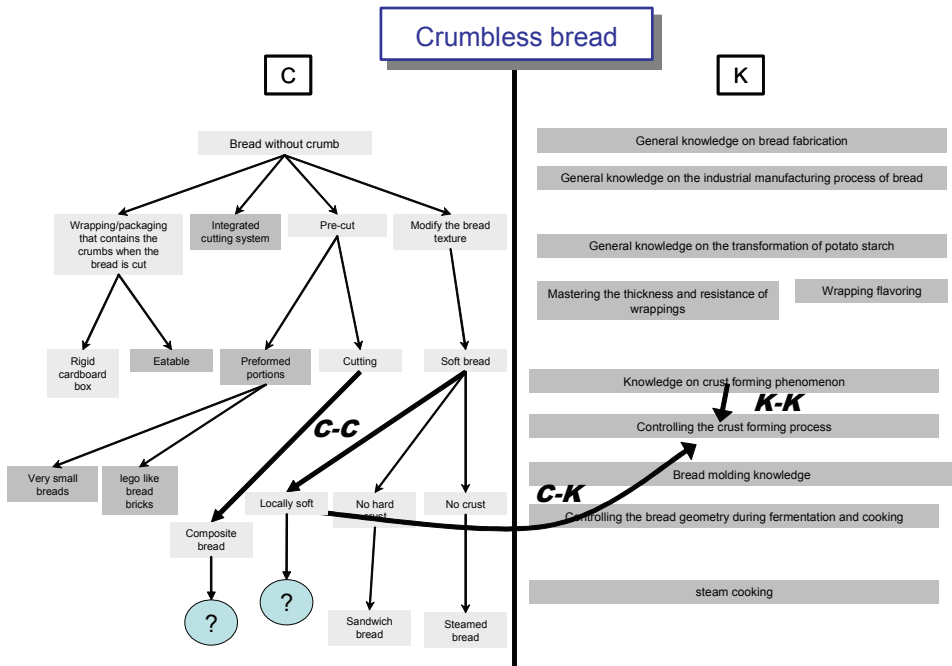 Crumbless bread
C
K
Bread without crumb
Wrapping/packaging
that contains the
crumbs when the
bread is cut
Integrated
cutting system
Pre-cut
Modify the bread
texture
Rigid
cardboard
box
Eatable
Preformed
portions
Cutting
Soft bread
C-C
Very small
breads
lego like
bread
bricks
Locally soft
No hard
crust
No crust
Composite
bread
?
?
Sandwich
bread
Steamed
bread
General knowledge on bread fabrication
General knowledge on the industrial manufacturing process of bread
General knowledge on the transformation of potato starch
Mastering the thickness and resistance of
wrappings
Wrapping flavoring
Knowledge on crust forming phenomenon
K-K
Controlling the crust forming process
Bread molding knowledge
C-K
Controlling the bread geometry during fermentation and cooking
steam cooking